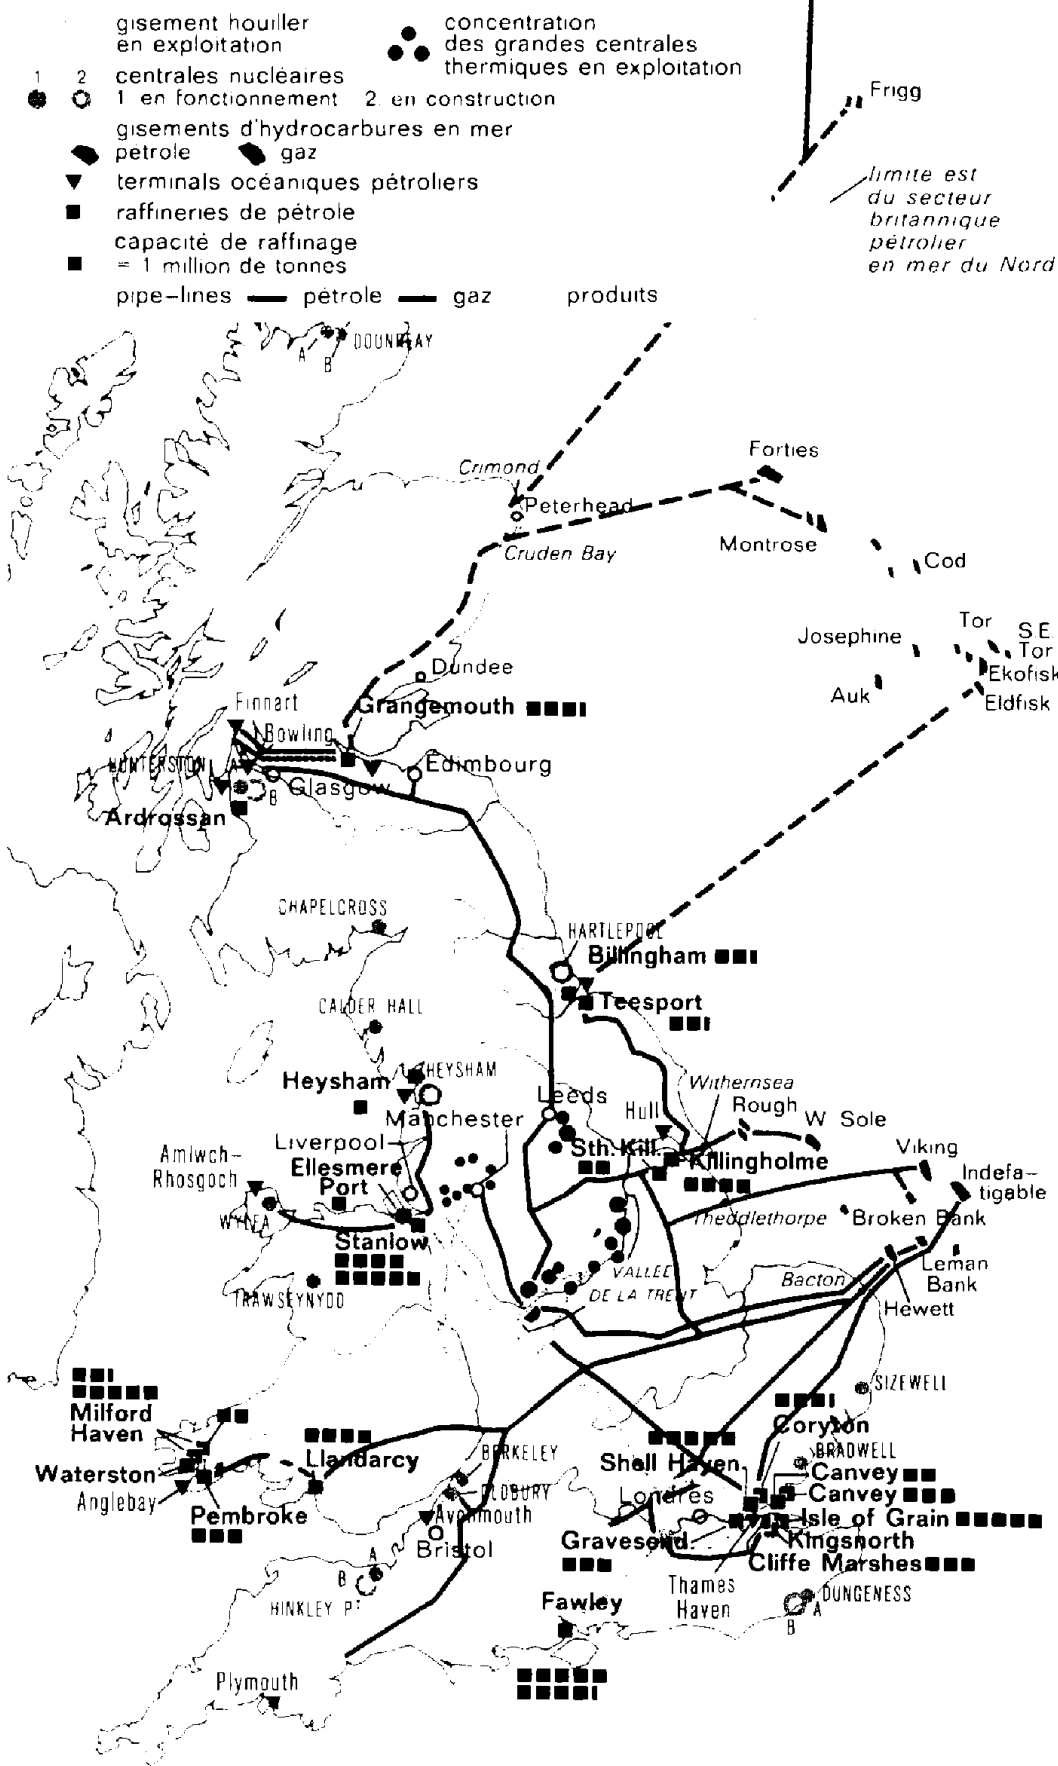 gisement houiller
en exploitation
concentration
des grandes centrales
thermiques en exploitation
1 2 centrales nucléaires
1 en fonctionnement 2. en construction
gisements d'hydrocarbures en mer
pétrole gaz
terminals océaniques pétroliers
raffineries de pétrole
capacité de raffinage
= 1 million de tonnes
pipe-lines pétrole gaz produits
Frigg
limite est
du secteur
britannique
pétrolier
en mer du Nord
DOUNREAY
A
B
Crimond
Peterhead
Cruden Bay
Forties
Montrose
Cod
Josephine
Tor
S.E.
Tor
Ekofisk
Eldfisk
Auk
Dundee
Grangemouth
Finnart
Bowling
HUNTERSTON
A
B
Glasgow
Edimbourg
Ardrossan
CHAPELCROSS
HARTLEPOOL
Billingham
Teesport
CALDER HALL
Heysham
HEYSHAM
Manchester
Leeds
Hull
Withernsea
Rough
W Sole
Liverpool
Ellesmere
Port
Sth. Kill.
Killingholme
Viking
Indefa-
tigable
Amlwch-
Rhosgoch
WYLFA
Stanlow
Theddlethorpe
Broken Bank
Leman
Bank
Hewett
Bacton
VALLÉE
DE LA TRENT
TRAWSFYNYDD
SIZEWELL
Milford
Haven
Waterston
Anglebay
Pembroke
Llandarcy
BERKELEY
OLDBURY
Avonmouth
Bristol
Coryton
BRADWELL
Shell Haven
Canvey
Canvey
Londres
Isle of Grain
Gravesend
Kingsnorth
Cliffe Marshes
Thames
Haven
A
B
HINKLEY PT
DUNGENESS
A
B
Fawley
Plymouth